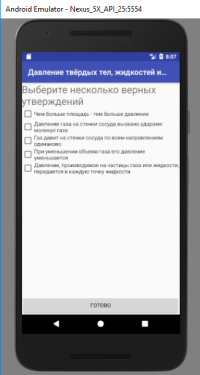 Android Emulator - Nexus_5X_API_25:5554
8:07
Давление твёрдых тел, жидкостей и...
Выберите несколько верных
утверждений
Чем больше площадь - тем больше давление
Давление газа на стенки сосуда вызвано ударами
молекул газа
Газ давит на стенки сосуда по всем направлениям
одинаково
При уменьшении объема газа его давление
уменьшается
Давление, производимое на частицы газа или жидкости,
передается в каждую точку жидкости
ГОТОВО